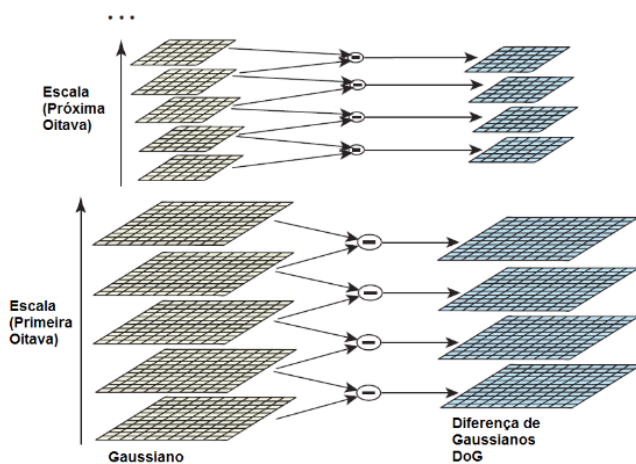 ...
Escala
(Próxima
Oitava)
Escala
(Primeira
Oitava)
Gaussiano
Diferença de
Gaussianos
DoG